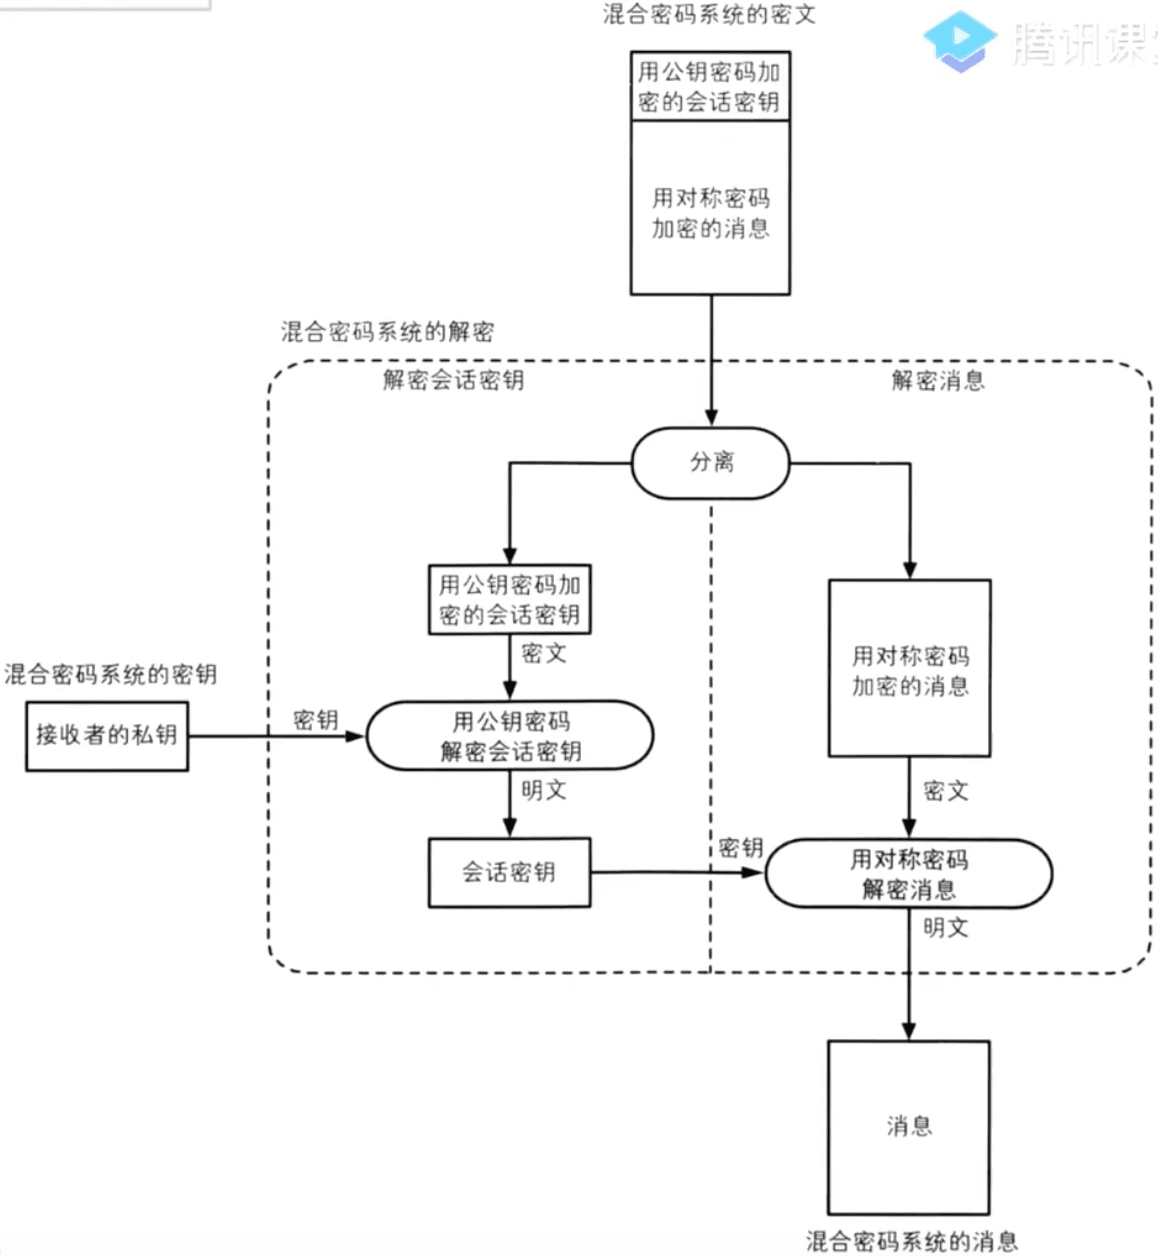 混合密码系统的密文
腾讯课
用公钥密码加
密的会话密钥
用对称密码
加密的消息
混合密码系统的解密
解密会话密钥
解密消息
分离
用公钥密码加
密的会话密钥
密文
用对称密码
加密的消息
混合密码系统的密钥
接收者的私钥
密钥
用公钥密码
解密会话密钥
明文
密文
会话密钥
密钥
用对称密码
解密消息
明文
消息
混合密码系统的消息